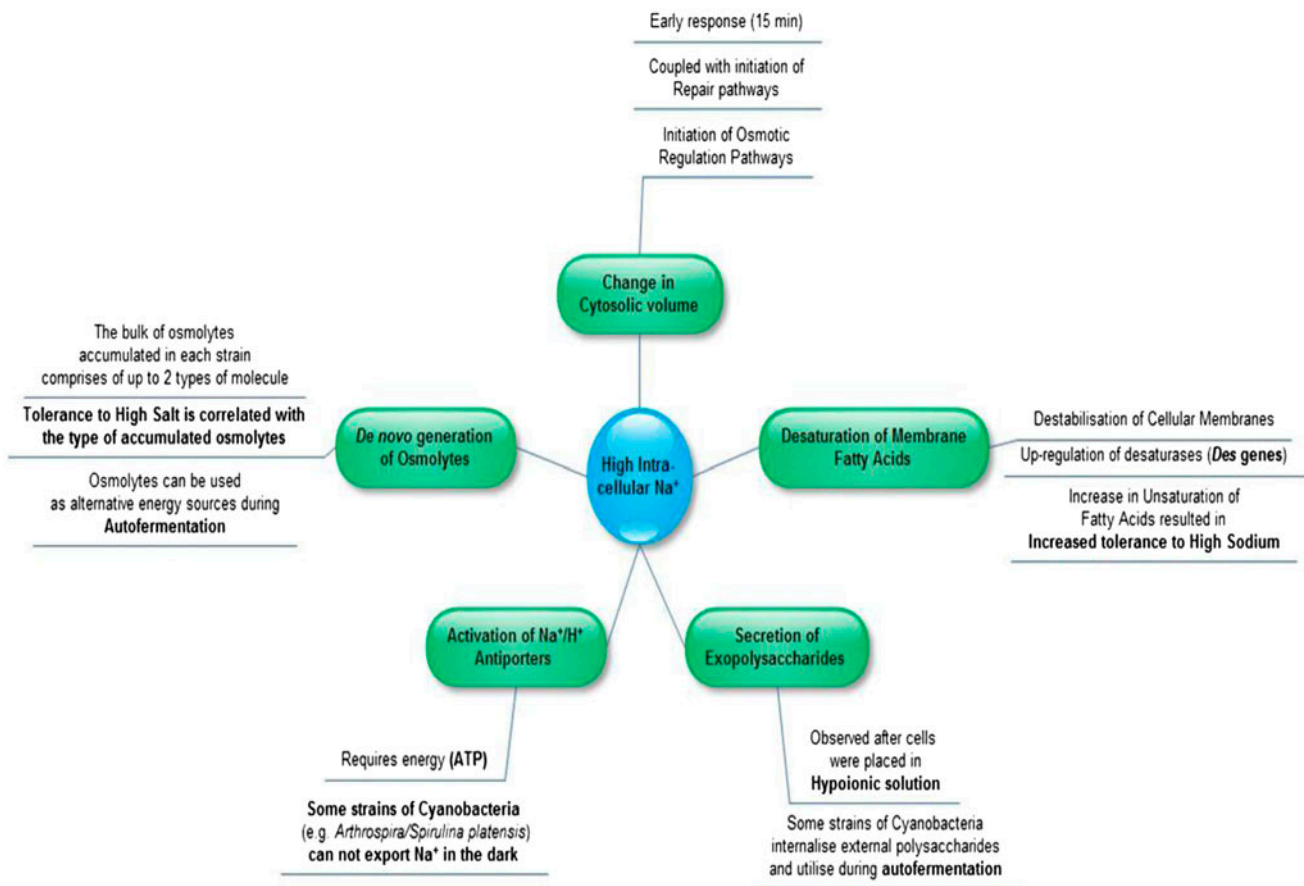 Early response (15 min)
Coupled with initiation of
Repair pathways
Initiation of Osmotic
Regulation Pathways
Change in
Cytosolic volume
The bulk of osmolytes
accumulated in each strain
comprises of up to 2 types of molecule
Tolerance to High Salt is correlated with
the type of accumulated osmolytes
Osmolytes can be used
as alternative energy sources during
Autofermentation
De novo generation
of Osmolytes
High Intra-
cellular Na⁺
Desaturation of Membrane
Fatty Acids
Destabilisation of Cellular Membranes
Up-regulation of desaturases (Des genes)
Increase in Unsaturation of
Fatty Acids resulted in
Increased tolerance to High Sodium
Activation of Na⁺/H⁺
Antiporters
Requires energy (ATP)
Some strains of Cyanobacteria
(e.g. Arthrospira/Spirulina platensis)
can not export Na⁺ in the dark
Secretion of
Exopolysaccharides
Observed after cells
were placed in
Hypoionic solution
Some strains of Cyanobacteria
internalise external polysaccharides
and utilise during autofermentation